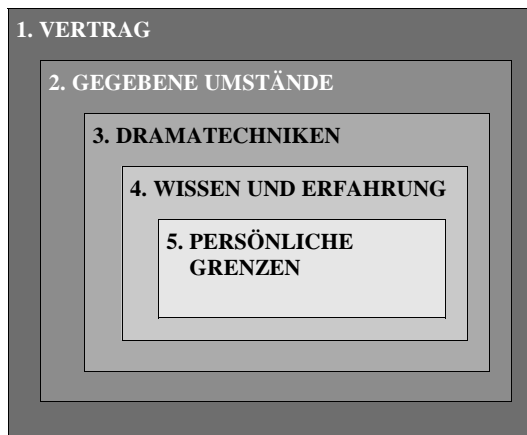 1. VERTRAG
2. GEGEBENE UMSTÄNDE
3. DRAMATECHNIKEN
4. WISSEN UND ERFAHRUNG
5. PERSÖNLICHE
GRENZEN